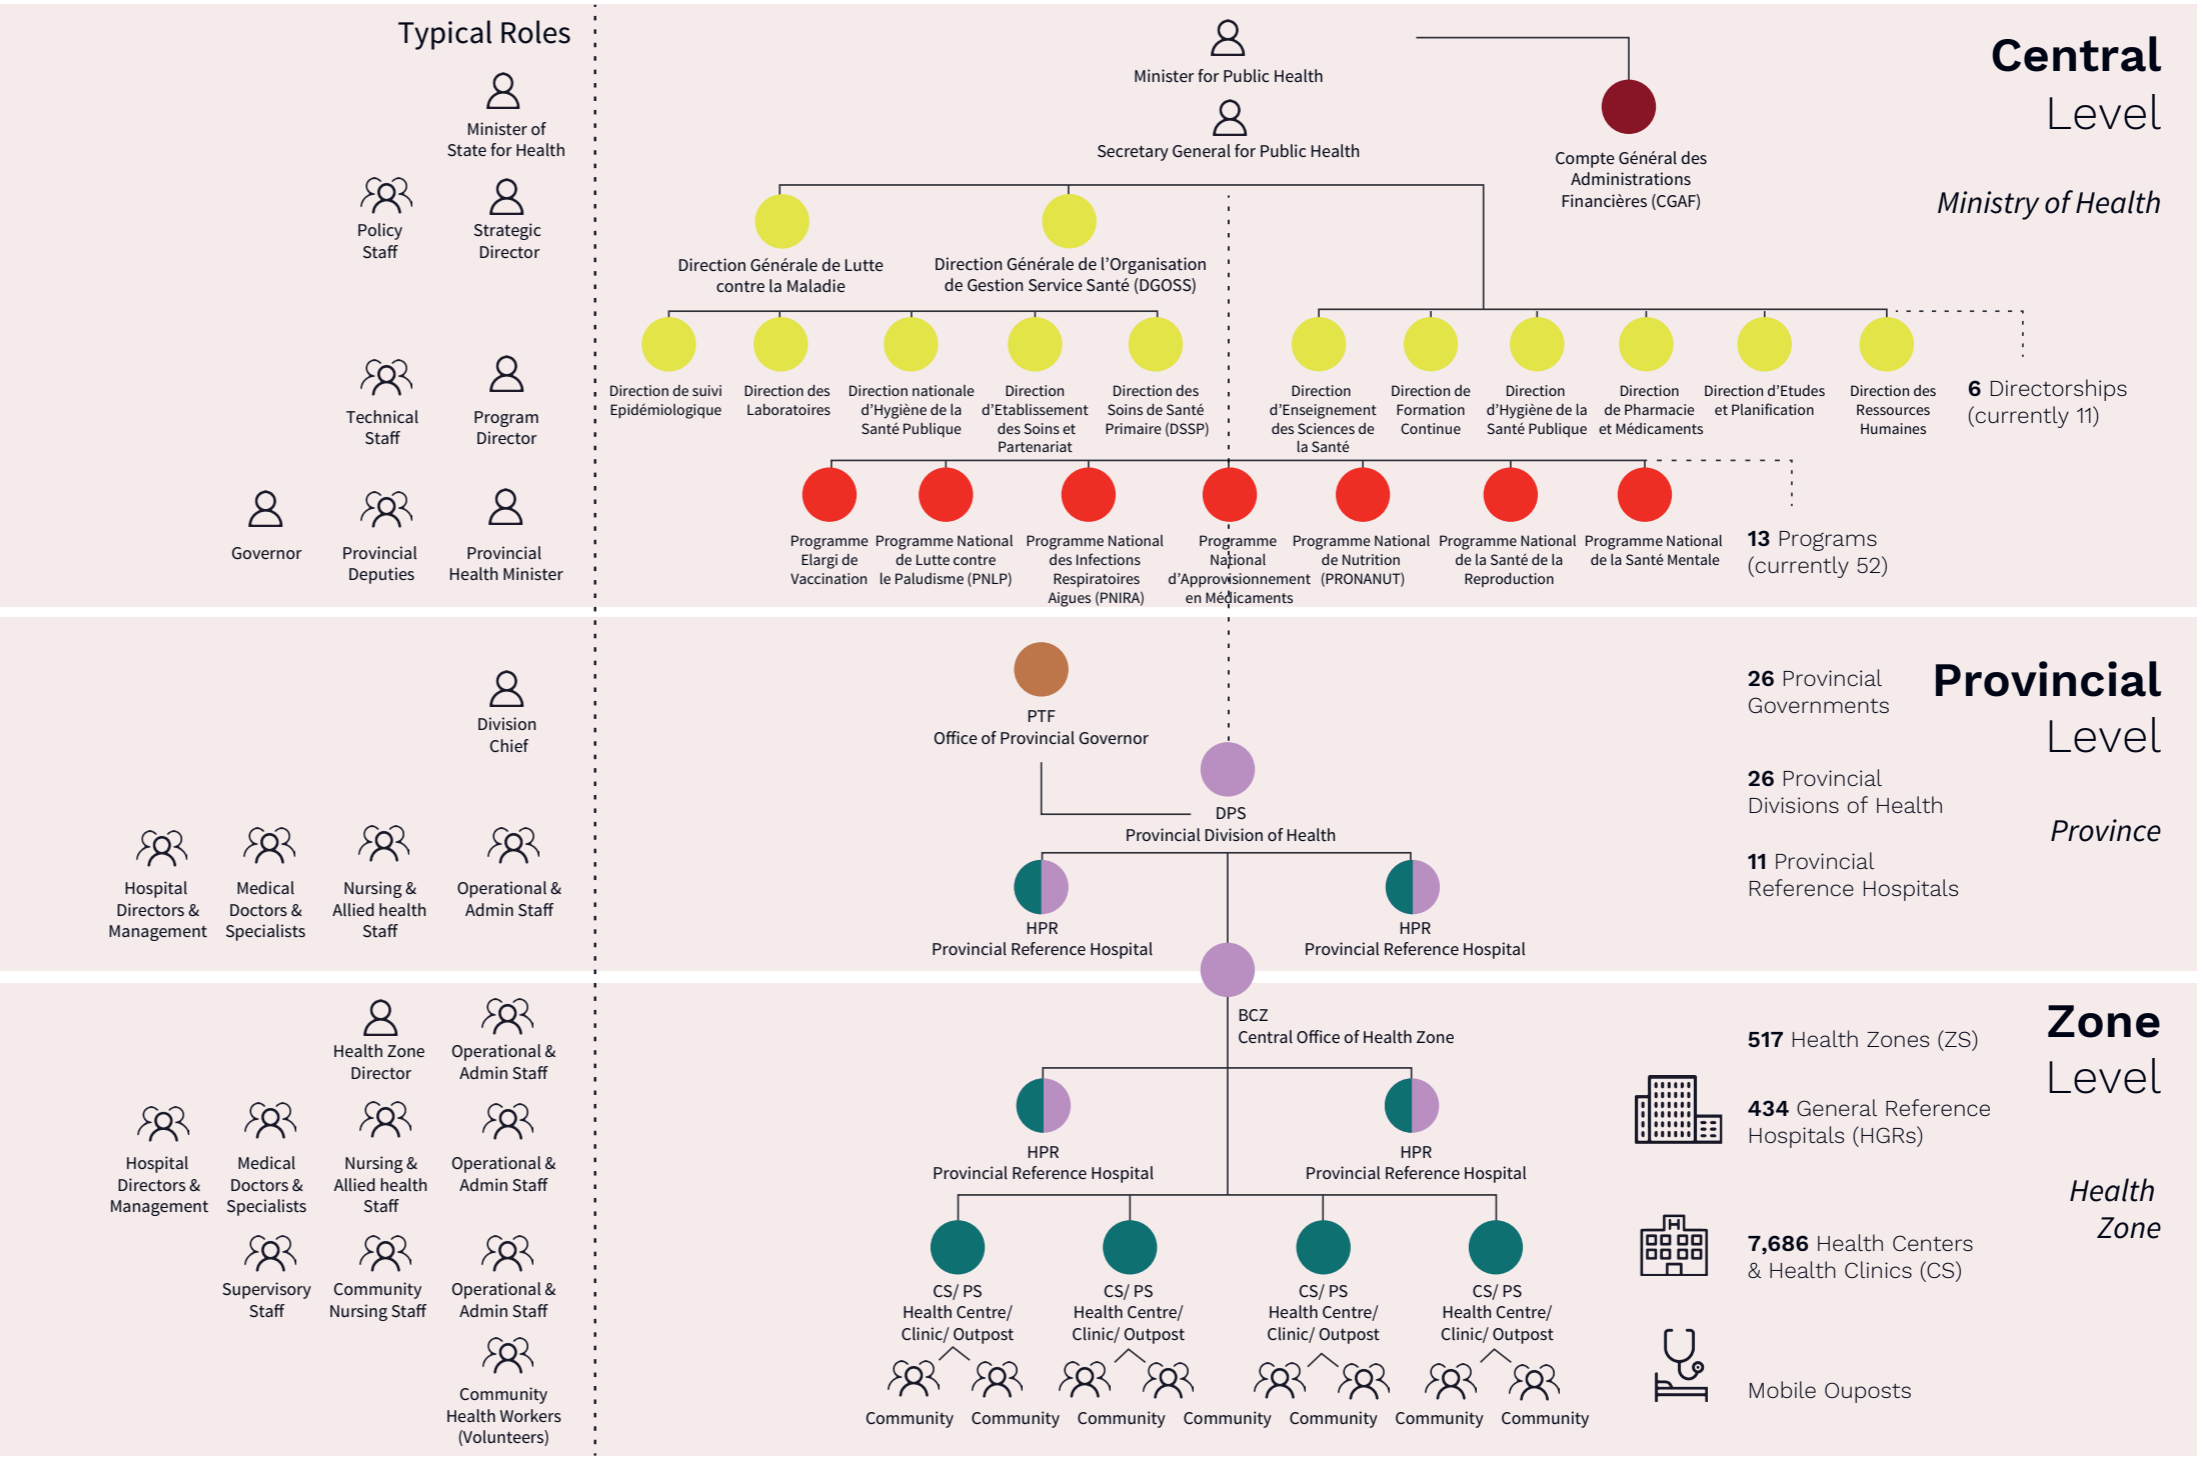 Typical Roles
Minister of
State for Health
Policy
Staff
Strategic
Director
Technical
Staff
Program
Director
Governor
Provincial
Deputies
Provincial
Health Minister
Minister for Public Health
Secretary General for Public Health
Compte Général des
Administrations
Financières (CGAF)
Central
Level
Ministry of Health
Direction Générale de Lutte
contre la Maladie
Direction Générale de l'Organisation
de Gestion Service Santé (DGOSS)
Direction de suivi
Epidémiologique
Direction des
Laboratoires
Direction nationale
d'Hygiène de la
Santé Publique
Direction
d'Etablissement
des Soins et
Partenariat
Direction des
Soins de Santé
Primaire (DSSP)
Direction
d'Enseignement
des Sciences de
la Santé
Direction de
Formation
Continue
Direction
d'Hygiène de la
Santé Publique
Direction
de Pharmacie
et Médicaments
Direction d'Etudes
et Planification
Direction des
Ressources
Humaines
6 Directorships
(currently 11)
Programme
Elargi de
Vaccination
Programme National
de Lutte contre
le Paludisme (PNLP)
Programme National
des Infections
Respiratoires
Aigues (PNIRA)
Programme
National
d'Approvisionnement
en Médicaments
Programme National
de Nutrition
(PRONANUT)
Programme National
de la Santé de la
Reproduction
Programme National
de la Santé Mentale
13 Programs
(currently 52)
Division
Chief
Hospital
Directors &
Management
Medical
Doctors &
Specialists
Nursing &
Allied health
Staff
Operational &
Admin Staff
PTF
Office of Provincial Governor
DPS
Provincial Division of Health
HPR
Provincial Reference Hospital
HPR
Provincial Reference Hospital
26 Provincial
Governments
26 Provincial
Divisions of Health
11 Provincial
Reference Hospitals
Provincial
Level
Province
Health Zone
Director
Operational &
Admin Staff
Hospital
Directors &
Management
Medical
Doctors &
Specialists
Nursing &
Allied health
Staff
Operational &
Admin Staff
Supervisory
Staff
Community
Nursing Staff
Operational &
Admin Staff
Community
Health Workers
(Volunteers)
BCZ
Central Office of Health Zone
HPR
Provincial Reference Hospital
HPR
Provincial Reference Hospital
CS/ PS
Health Centre/
Clinic/ Outpost
CS/ PS
Health Centre/
Clinic/ Outpost
CS/ PS
Health Centre/
Clinic/ Outpost
CS/ PS
Health Centre/
Clinic/ Outpost
Community
Community
Community
Community
Community
Community
Community
517 Health Zones (ZS)
434 General Reference
Hospitals (HGRs)
H
7,686 Health Centers
& Health Clinics (CS)
Mobile Ouposts
Zone
Level
Health
Zone